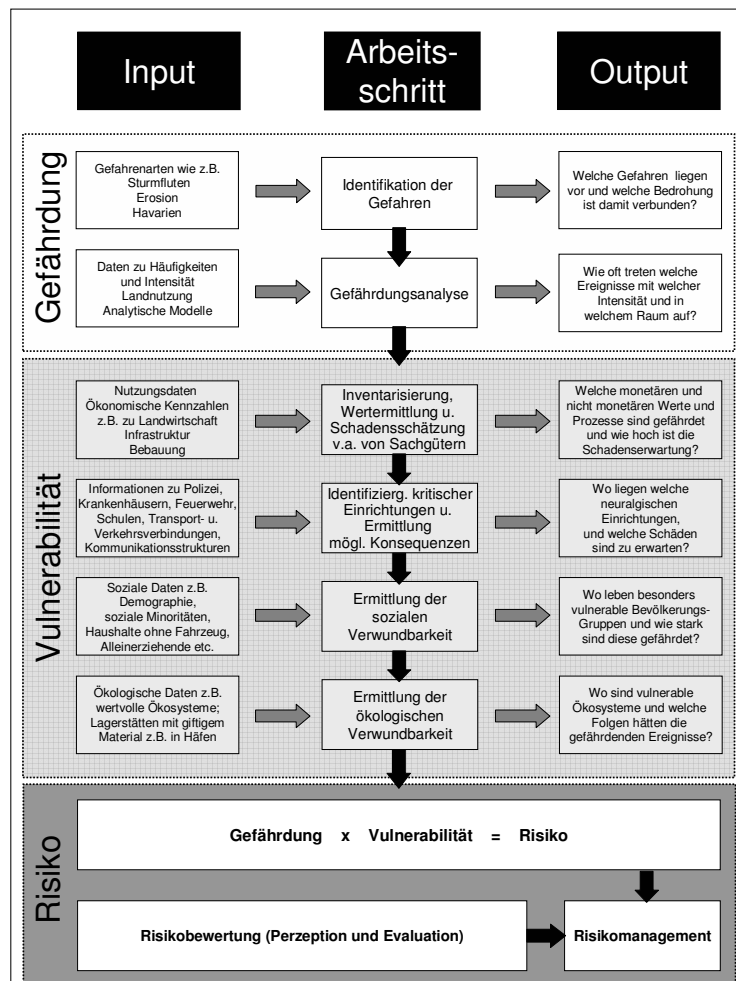 Input
Arbeits-
schritt
Output
Gefährdung
Gefahrenarten wie z.B.
Sturmfluten
Erosion
Havarien
Identifikation der
Gefahren
Welche Gefahren liegen
vor und welche Bedrohung
ist damit verbunden?
Daten zu Häufigkeiten
und Intensität
Landnutzung
Analytische Modelle
Gefährdungsanalyse
Wie oft treten welche
Ereignisse mit welcher
Intensität und in
welchem Raum auf?
Vulnerabilität
Nutzungsdaten
Ökonomische Kennzahlen
z.B. zu Landwirtschaft
Infrastruktur
Bebauung
Inventarisierung,
Wertermittlung u.
Schadensschätzung
v.a. von Sachgütern
Welche monetären und
nicht monetären Werte und
Prozesse sind gefährdet
und wie hoch ist die
Schadenserwartung?
Informationen zu Polizei,
Krankenhäusern, Feuerwehr,
Schulen, Transport- u.
Verkehrsverbindungen,
Kommunikationsstrukturen
Identifizierg. kritischer
Einrichtungen u.
Ermittlung
mögl. Konsequenzen
Wo liegen welche
neuralgischen
Einrichtungen,
und welche Schäden
sind zu erwarten?
Soziale Daten z.B.
Demographie,
soziale Minoritäten,
Haushalte ohne Fahrzeug,
Alleinerziehende etc.
Ermittlung der
sozialen
Verwundbarkeit
Wo leben besonders
vulnerable Bevölkerungs-
Gruppen und wie stark
sind diese gefährdet?
Ökologische Daten z.B.
wertvolle Ökosysteme;
Lagerstätten mit giftigem
Material z.B. in Häfen
Ermittlung der
ökologischen
Verwundbarkeit
Wo sind vulnerable
Ökosysteme und welche
Folgen hätten die
gefährdenden Ereignisse?
Risiko
Gefährdung x Vulnerabilität = Risiko
Risikobewertung (Perzeption und Evaluation)
Risikomanagement